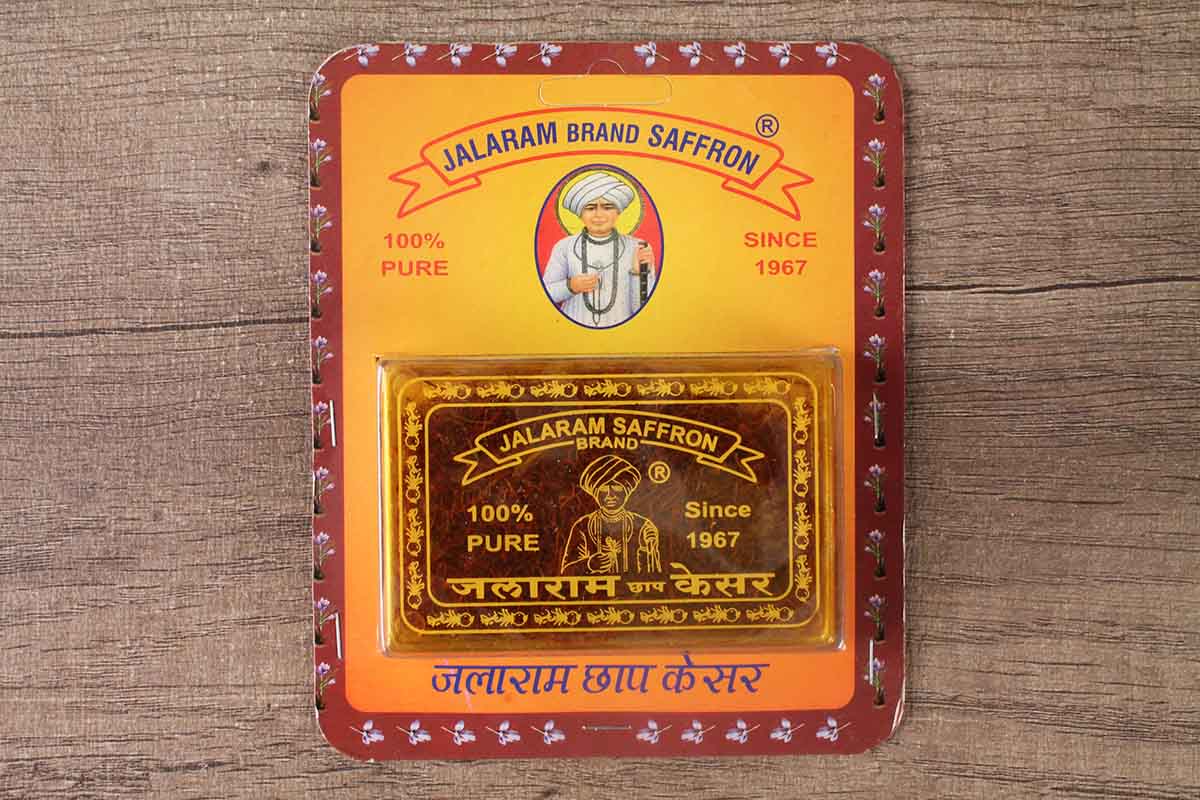 JALARAM BRAND SAFFRON ®
100%
PURE
SINCE
1967
JALARAM SAFFRON
BRAND
®
100%
PURE
Since
1967
जलाराम छाप केसर
जलाराम छाप केसर